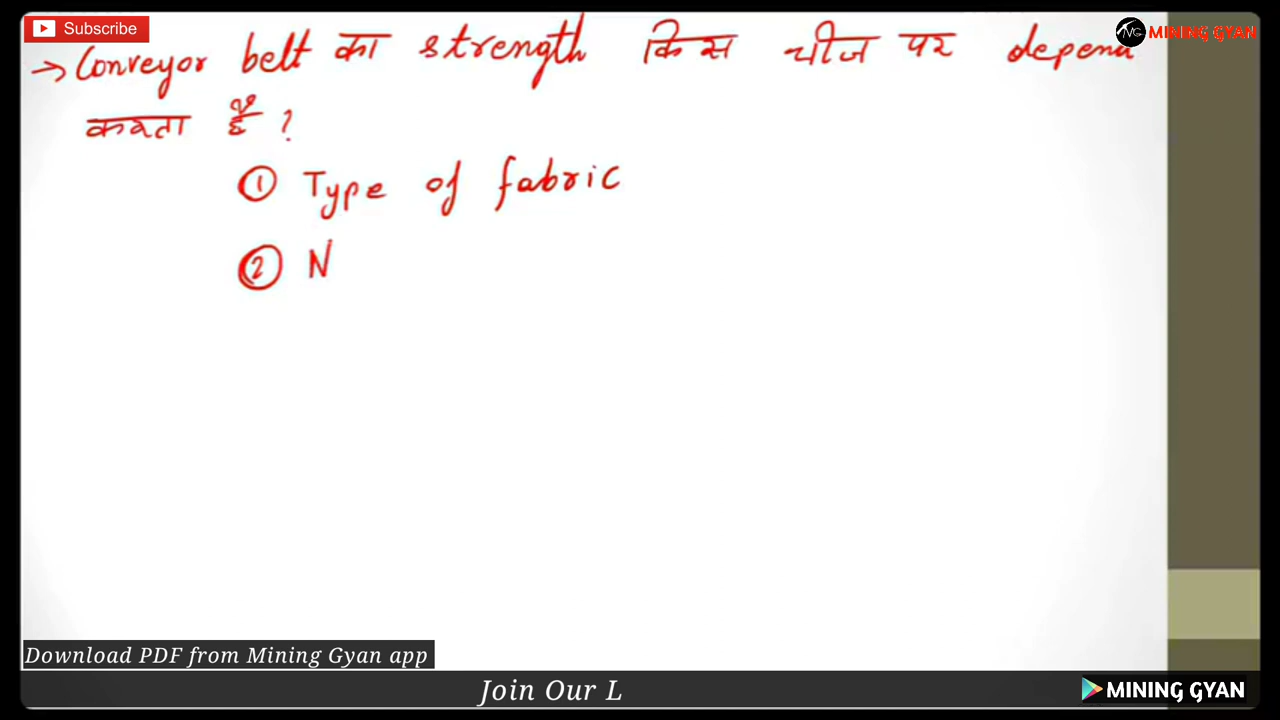 Subscribe
MINING GYAN
→ Conveyor belt का strength किस चीज पर depend
करता है ?
① Type of fabric
② N
Download PDF from Mining Gyan app
Join Our L
MINING GYAN